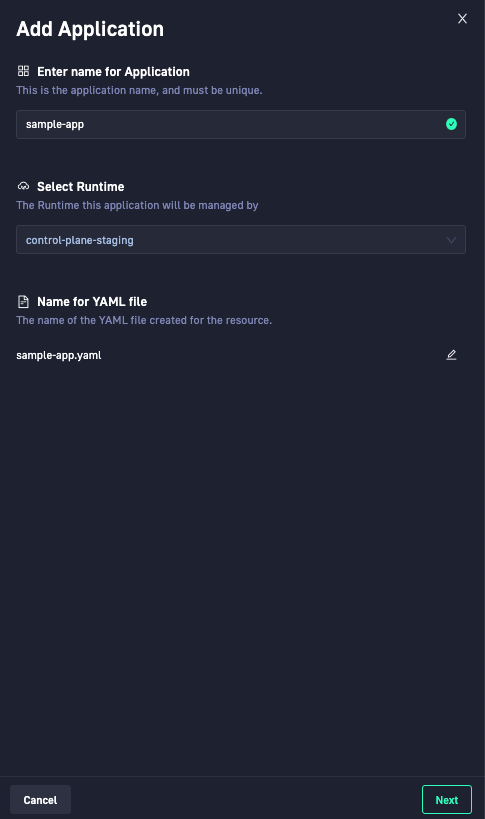 Add Application
Enter name for Application
This is the application name, and must be unique.
sample-app
Select Runtime
The Runtime this application will be managed by
control-plane-staging
Name for YAML file
The name of the YAML file created for the resource.
sample-app.yaml
Cancel
Next